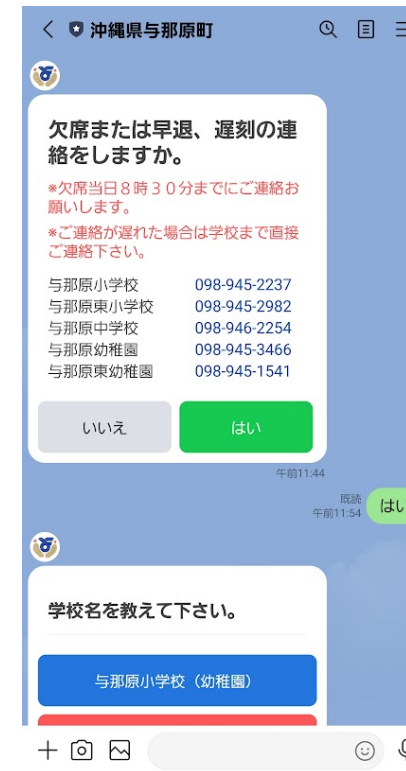 沖縄県与那原町
欠席または早退、遅刻の連
絡をしますか。
*欠席当日８時３０分までにご連絡お
願いします。
*ご連絡が遅れた場合は学校まで直接
ご連絡下さい。
与那原小学校 098-945-2237
与那原東小学校 098-945-2982
与那原中学校 098-946-2254
与那原幼稚園 098-945-3466
与那原東幼稚園 098-945-1541
いいえ はい
午前11:44
既読
午前11:54
はい
学校名を教えて下さい。
与那原小学校（幼稚園）